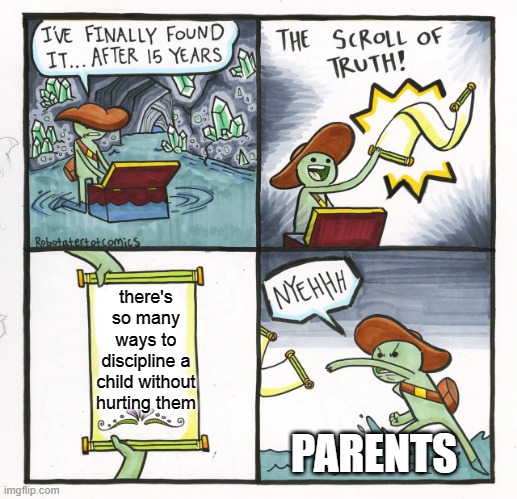 I'VE FINALLY FOUND
IT... AFTER 15 YEARS
THE SCROLL OF
TRUTH!
Robotatertotcomics
there's
so many
ways to
discipline a
child without
hurting them
NYEHHH
PARENTS
imgflip.com